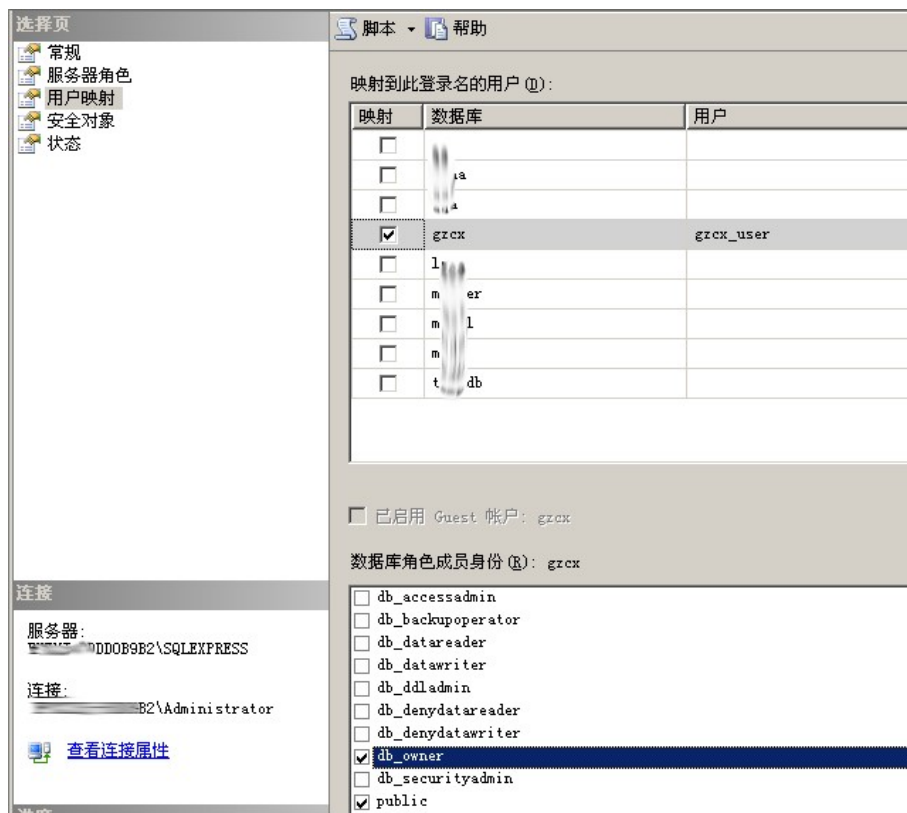 选择页
常规
服务器角色
用户映射
安全对象
状态
脚本 帮助
映射到此登录名的用户(D):
映射 数据库 用户
gzcx gzcx_user
已启用 Guest 帐户: gzcx
数据库角色成员身份(R): gzcx
db_accessadmin
db_backupoperator
db_datareader
db_datawriter
db_ddladmin
db_denydatareader
db_denydatawriter
db_owner
db_securityadmin
public
连接
服务器:
DDOB9B2\SQLEXPRESS
连接:
B2\Administrator
查看连接属性